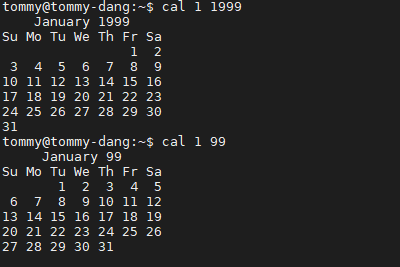 tommy@tommy-dang:~$ cal 1 1999
    January 1999
Su Mo Tu We Th Fr Sa
                1  2
 3  4  5  6  7  8  9
10 11 12 13 14 15 16
17 18 19 20 21 22 23
24 25 26 27 28 29 30
31
tommy@tommy-dang:~$ cal 1 99
     January 99
Su Mo Tu We Th Fr Sa
       1  2  3  4  5
 6  7  8  9 10 11 12
13 14 15 16 17 18 19
20 21 22 23 24 25 26
27 28 29 30 31